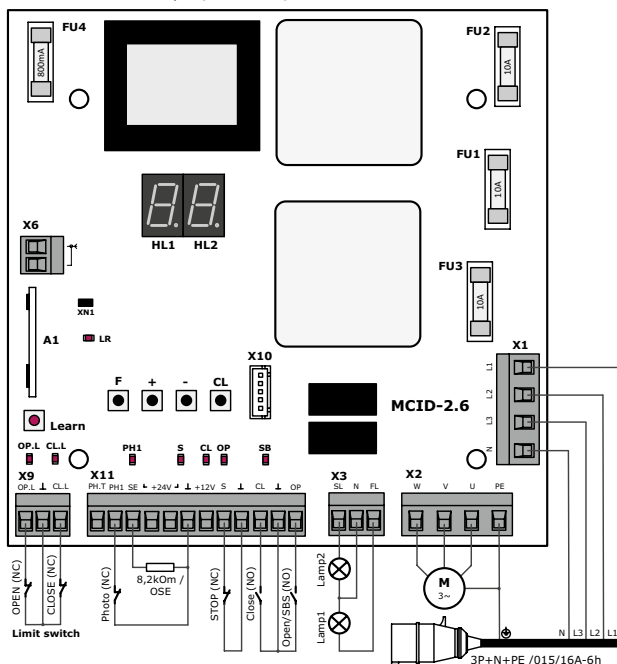 FU4
800mA
FU2
10A
FU1
10A
FU3
10A
HL1 HL2
X6
XN1
A1
LR
Learn
F + - CL
X10
MCID-2.6
X1
L1
L2
L3
N
OP.L CL.L PH1 S CL OP SB
X9 X11 X3 X2
OP.L ⊥ CL.L
PH.T PH1 SE +24V ⊥ +12V S ⊥ CL ⊥ OP
SL N FL
W V U PE
OPEN (NC)
CLOSE (NC)
Limit switch
Photo (NC)
8,2kOm /
OSE
STOP (NC)
Close (NO)
Open/SBS (NO)
Lamp2
Lamp1
M
3~
N L3 L2 L1
3P+N+PE /015/16A-6h